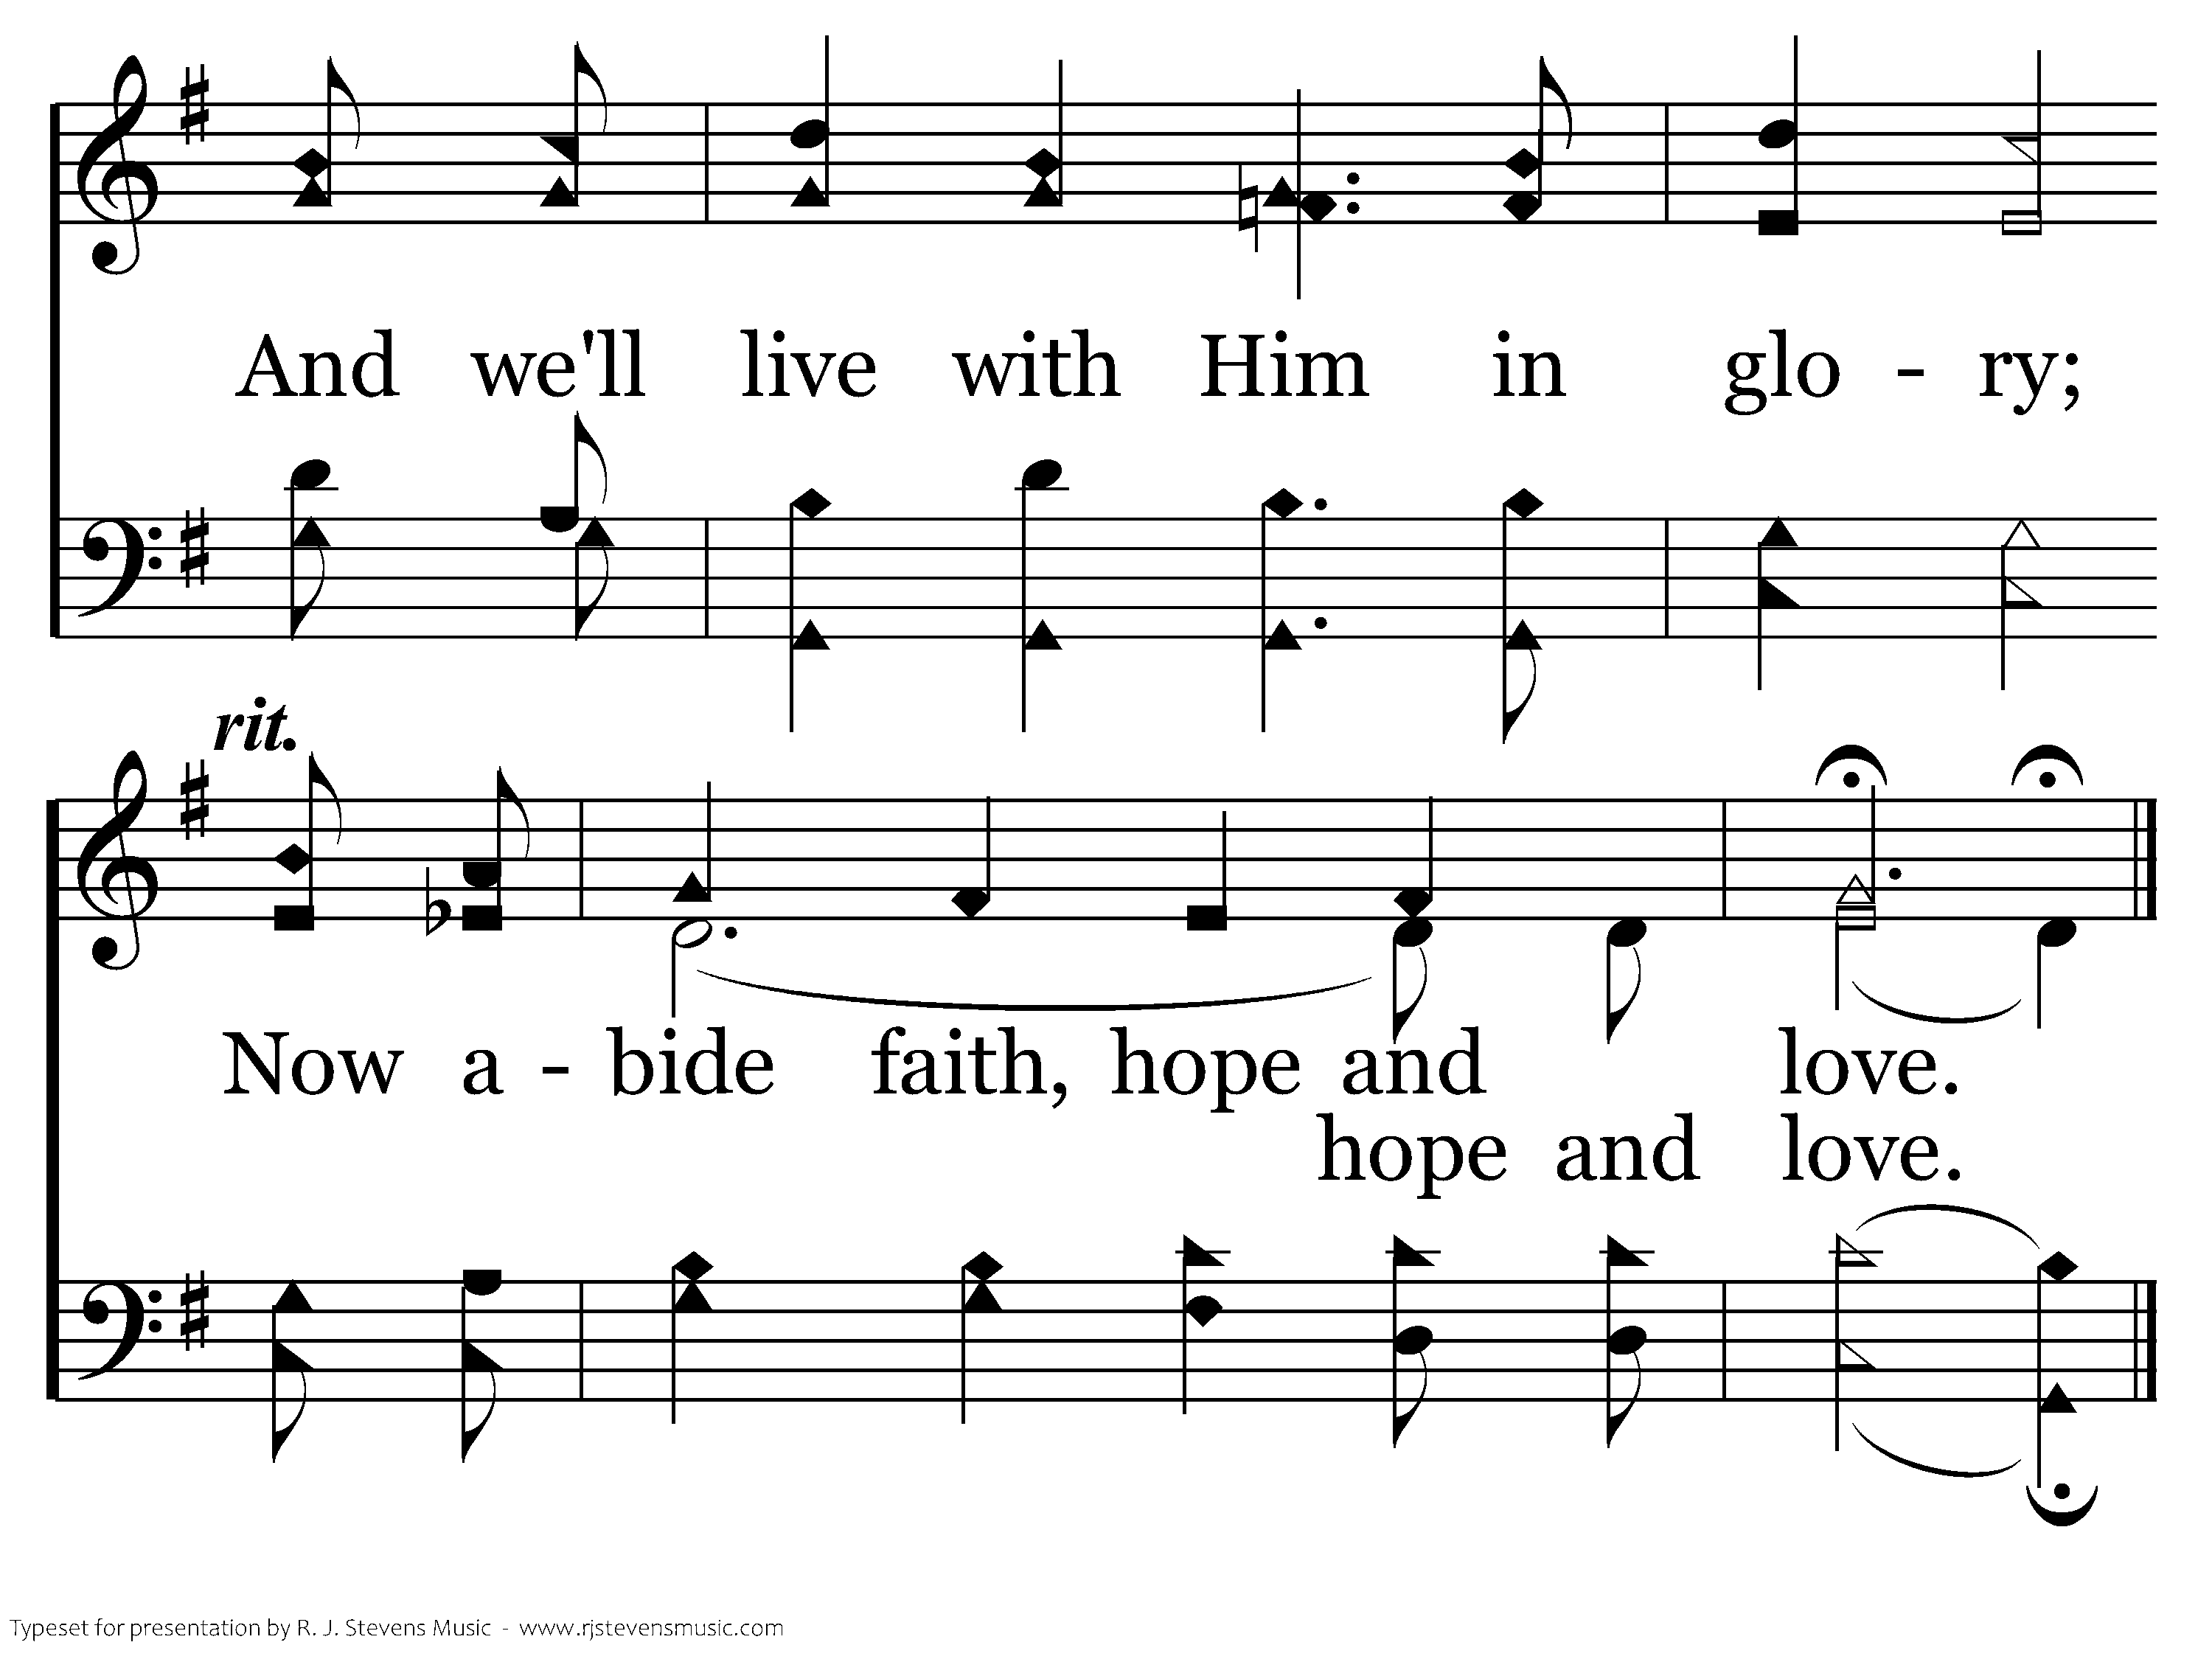 And we'll live with Him in glo - ry;
rit.
Now a - bide faith, hope and love.
hope and love.
Typeset for presentation by R. J. Stevens Music - www.rjstevensmusic.com